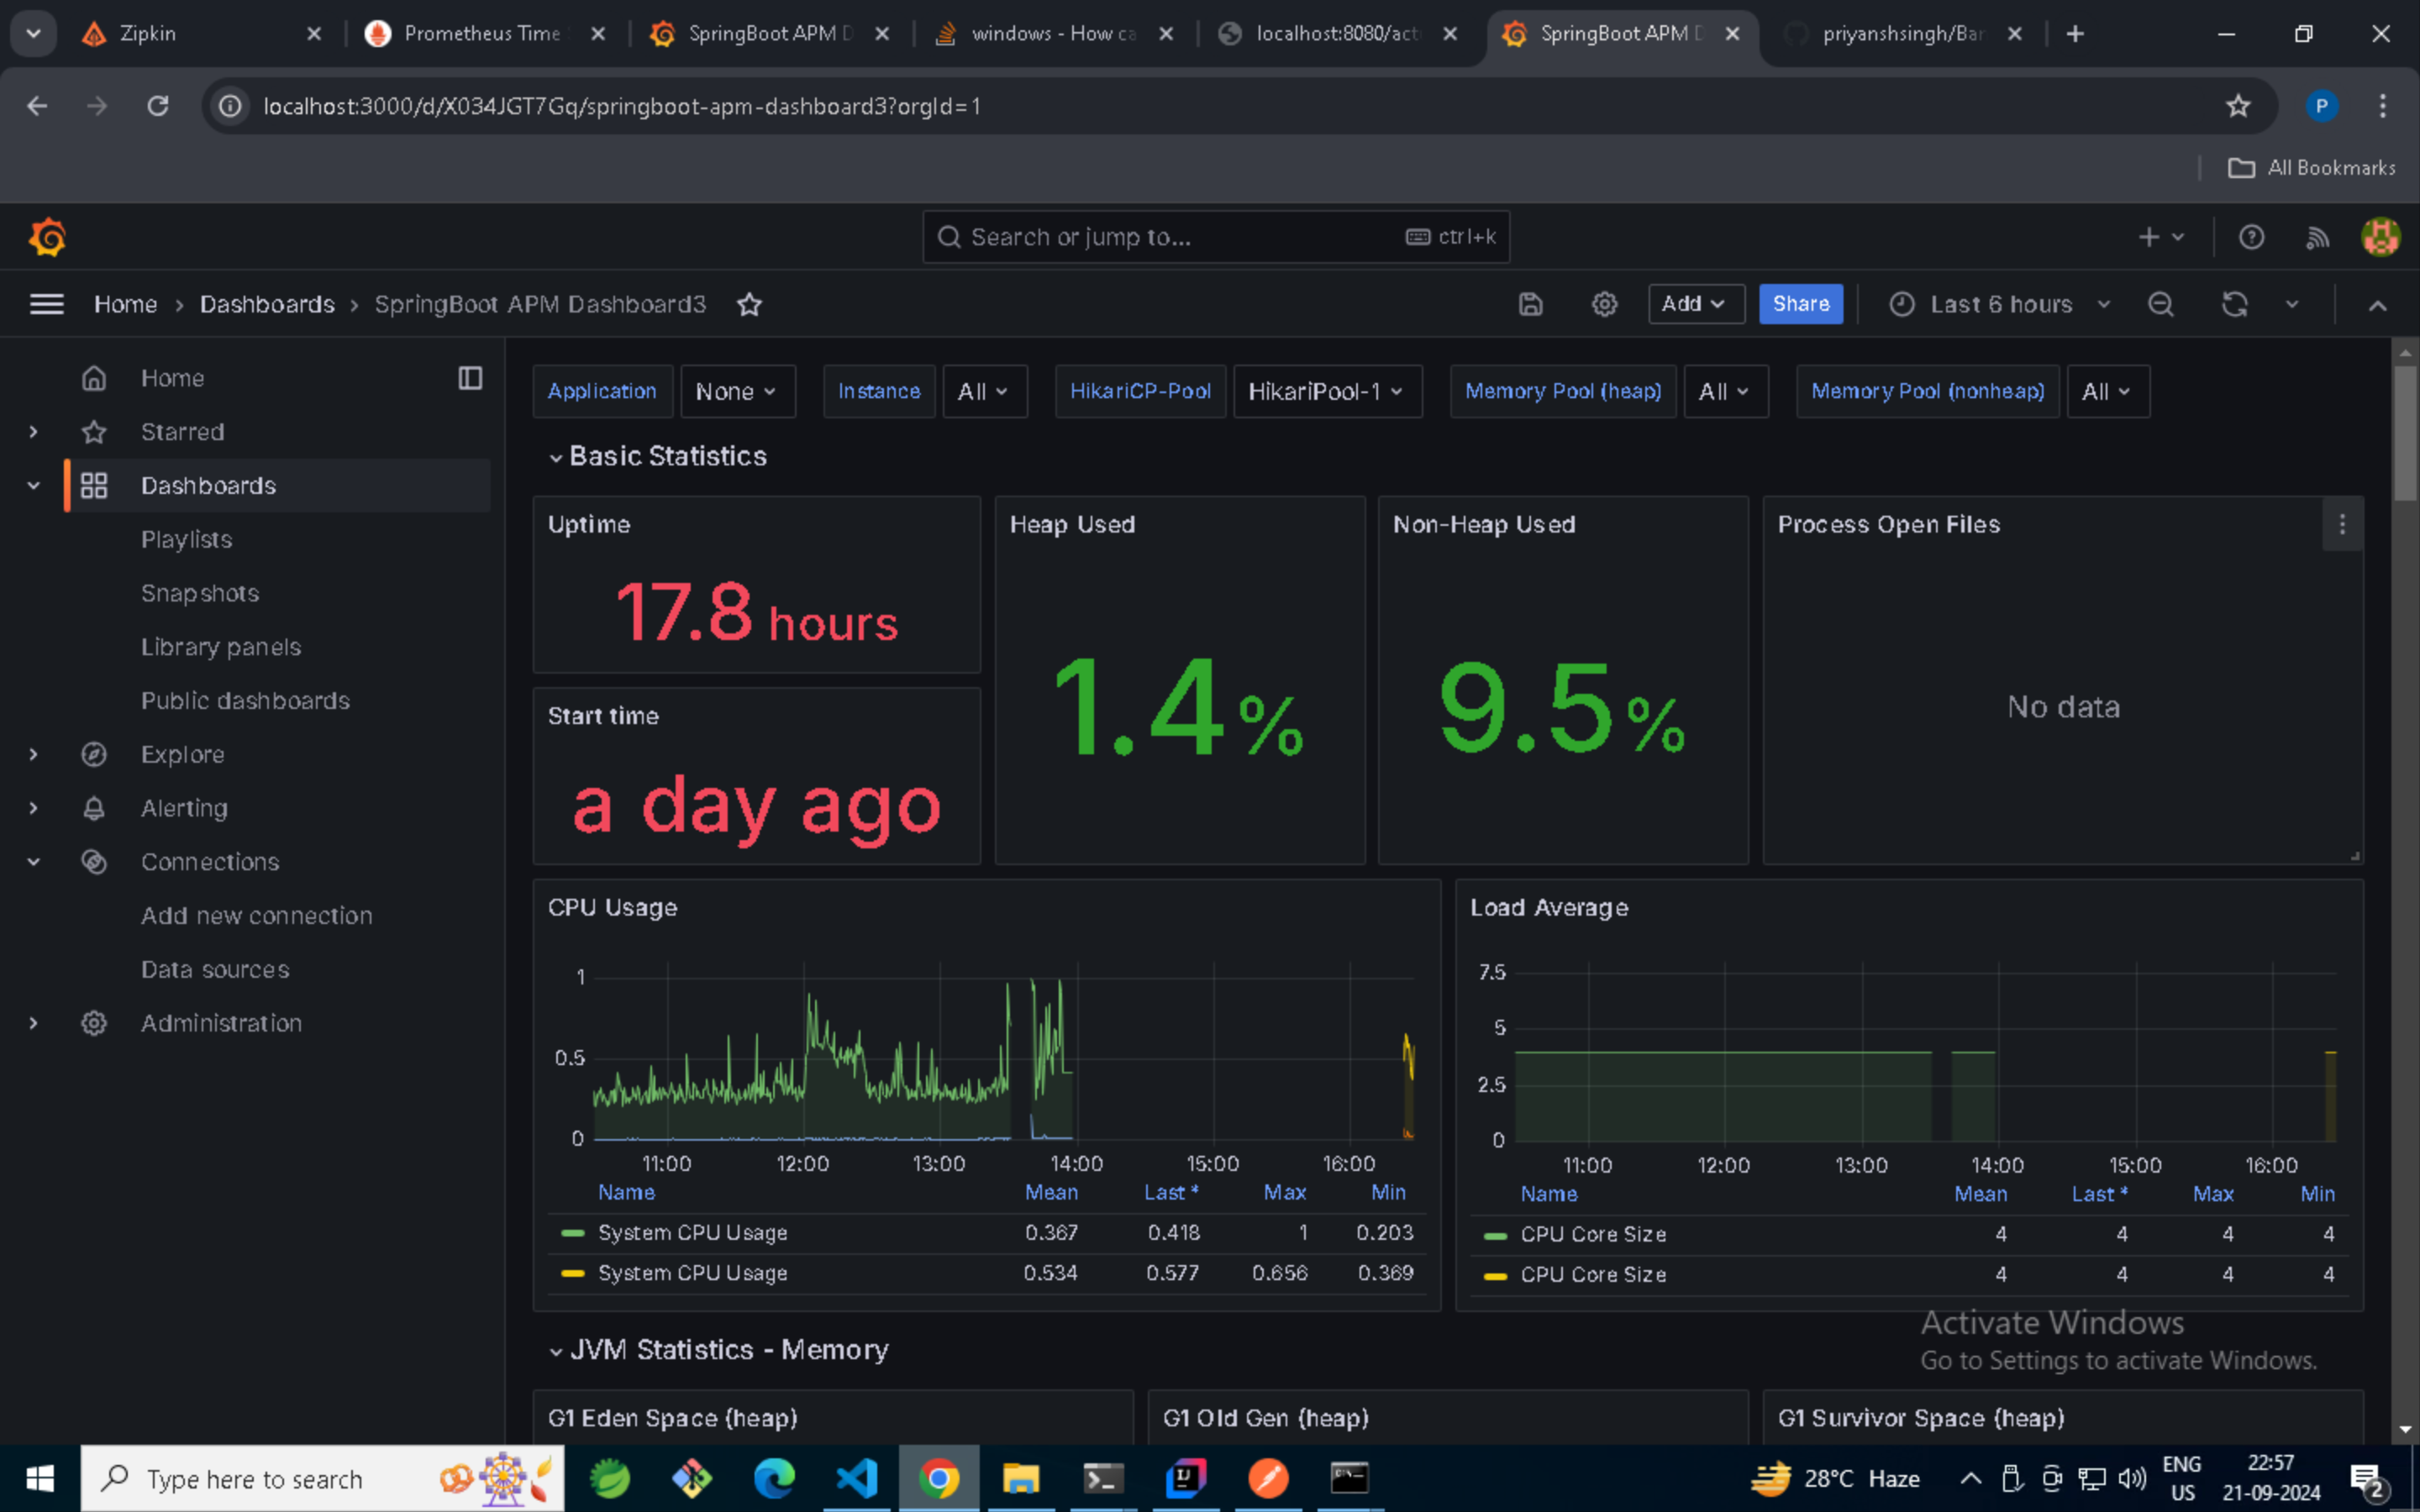 Zipkin
Prometheus Time
SpringBoot APM D
windows - How ca
localhost:8080/act
SpringBoot APM D
priyanshsingh/Ban
localhost:3000/d/X034JGT7Gq/springboot-apm-dashboard3?orgId=1
P
All Bookmarks
Search or jump to...
ctrl+k
Home › Dashboards › SpringBoot APM Dashboard3
Add
Share
Last 6 hours
Home
Starred
Dashboards
Playlists
Snapshots
Library panels
Public dashboards
Explore
Alerting
Connections
Add new connection
Data sources
Administration
Application None Instance All HikariCP-Pool HikariPool-1 Memory Pool (heap) All Memory Pool (nonheap) All
Basic Statistics
Uptime
17.8 hours
Start time
a day ago
Heap Used
1.4%
Non-Heap Used
9.5%
Process Open Files
No data
CPU Usage
1
0.5
0
11:00 12:00 13:00 14:00 15:00 16:00
Name Mean Last * Max Min
System CPU Usage 0.367 0.418 1 0.203
System CPU Usage 0.534 0.577 0.656 0.369
Load Average
7.5
5
2.5
0
11:00 12:00 13:00 14:00 15:00 16:00
Name Mean Last * Max Min
CPU Core Size 4 4 4 4
CPU Core Size 4 4 4 4
Activate Windows
Go to Settings to activate Windows.
JVM Statistics - Memory
G1 Eden Space (heap)
G1 Old Gen (heap)
G1 Survivor Space (heap)
Type here to search
28°C Haze
ENG
US
22:57
21-09-2024
2